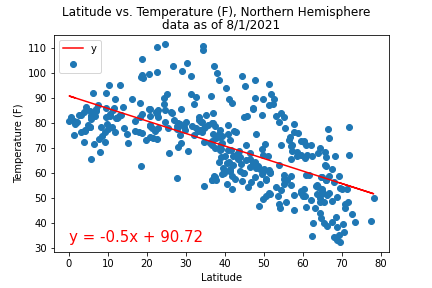 Latitude vs. Temperature (F), Northern Hemisphere
data as of 8/1/2021
y
Temperature (F)
110
100
90
80
70
60
50
40
30
y = -0.5x + 90.72
0 10 20 30 40 50 60 70 80
Latitude